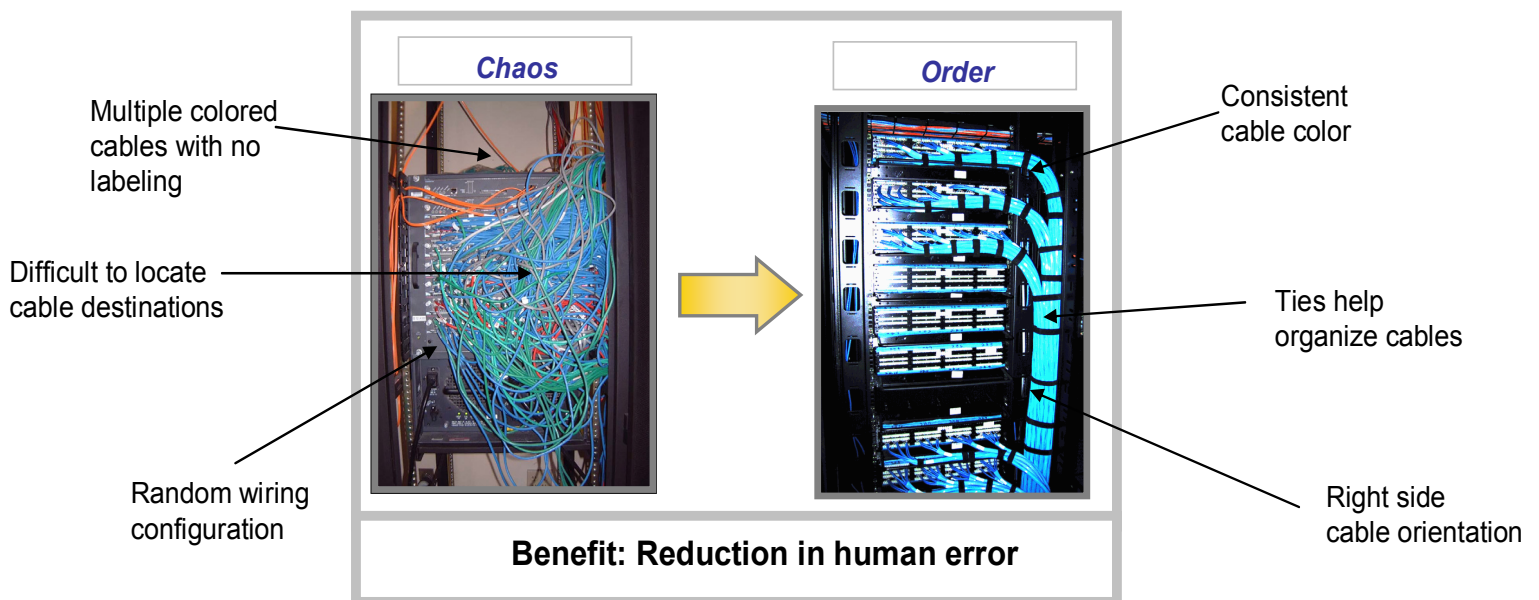 Chaos
Order
Multiple colored
cables with no
labeling
Difficult to locate
cable destinations
Random wiring
configuration
Consistent
cable color
Ties help
organize cables
Right side
cable orientation
Benefit: Reduction in human error